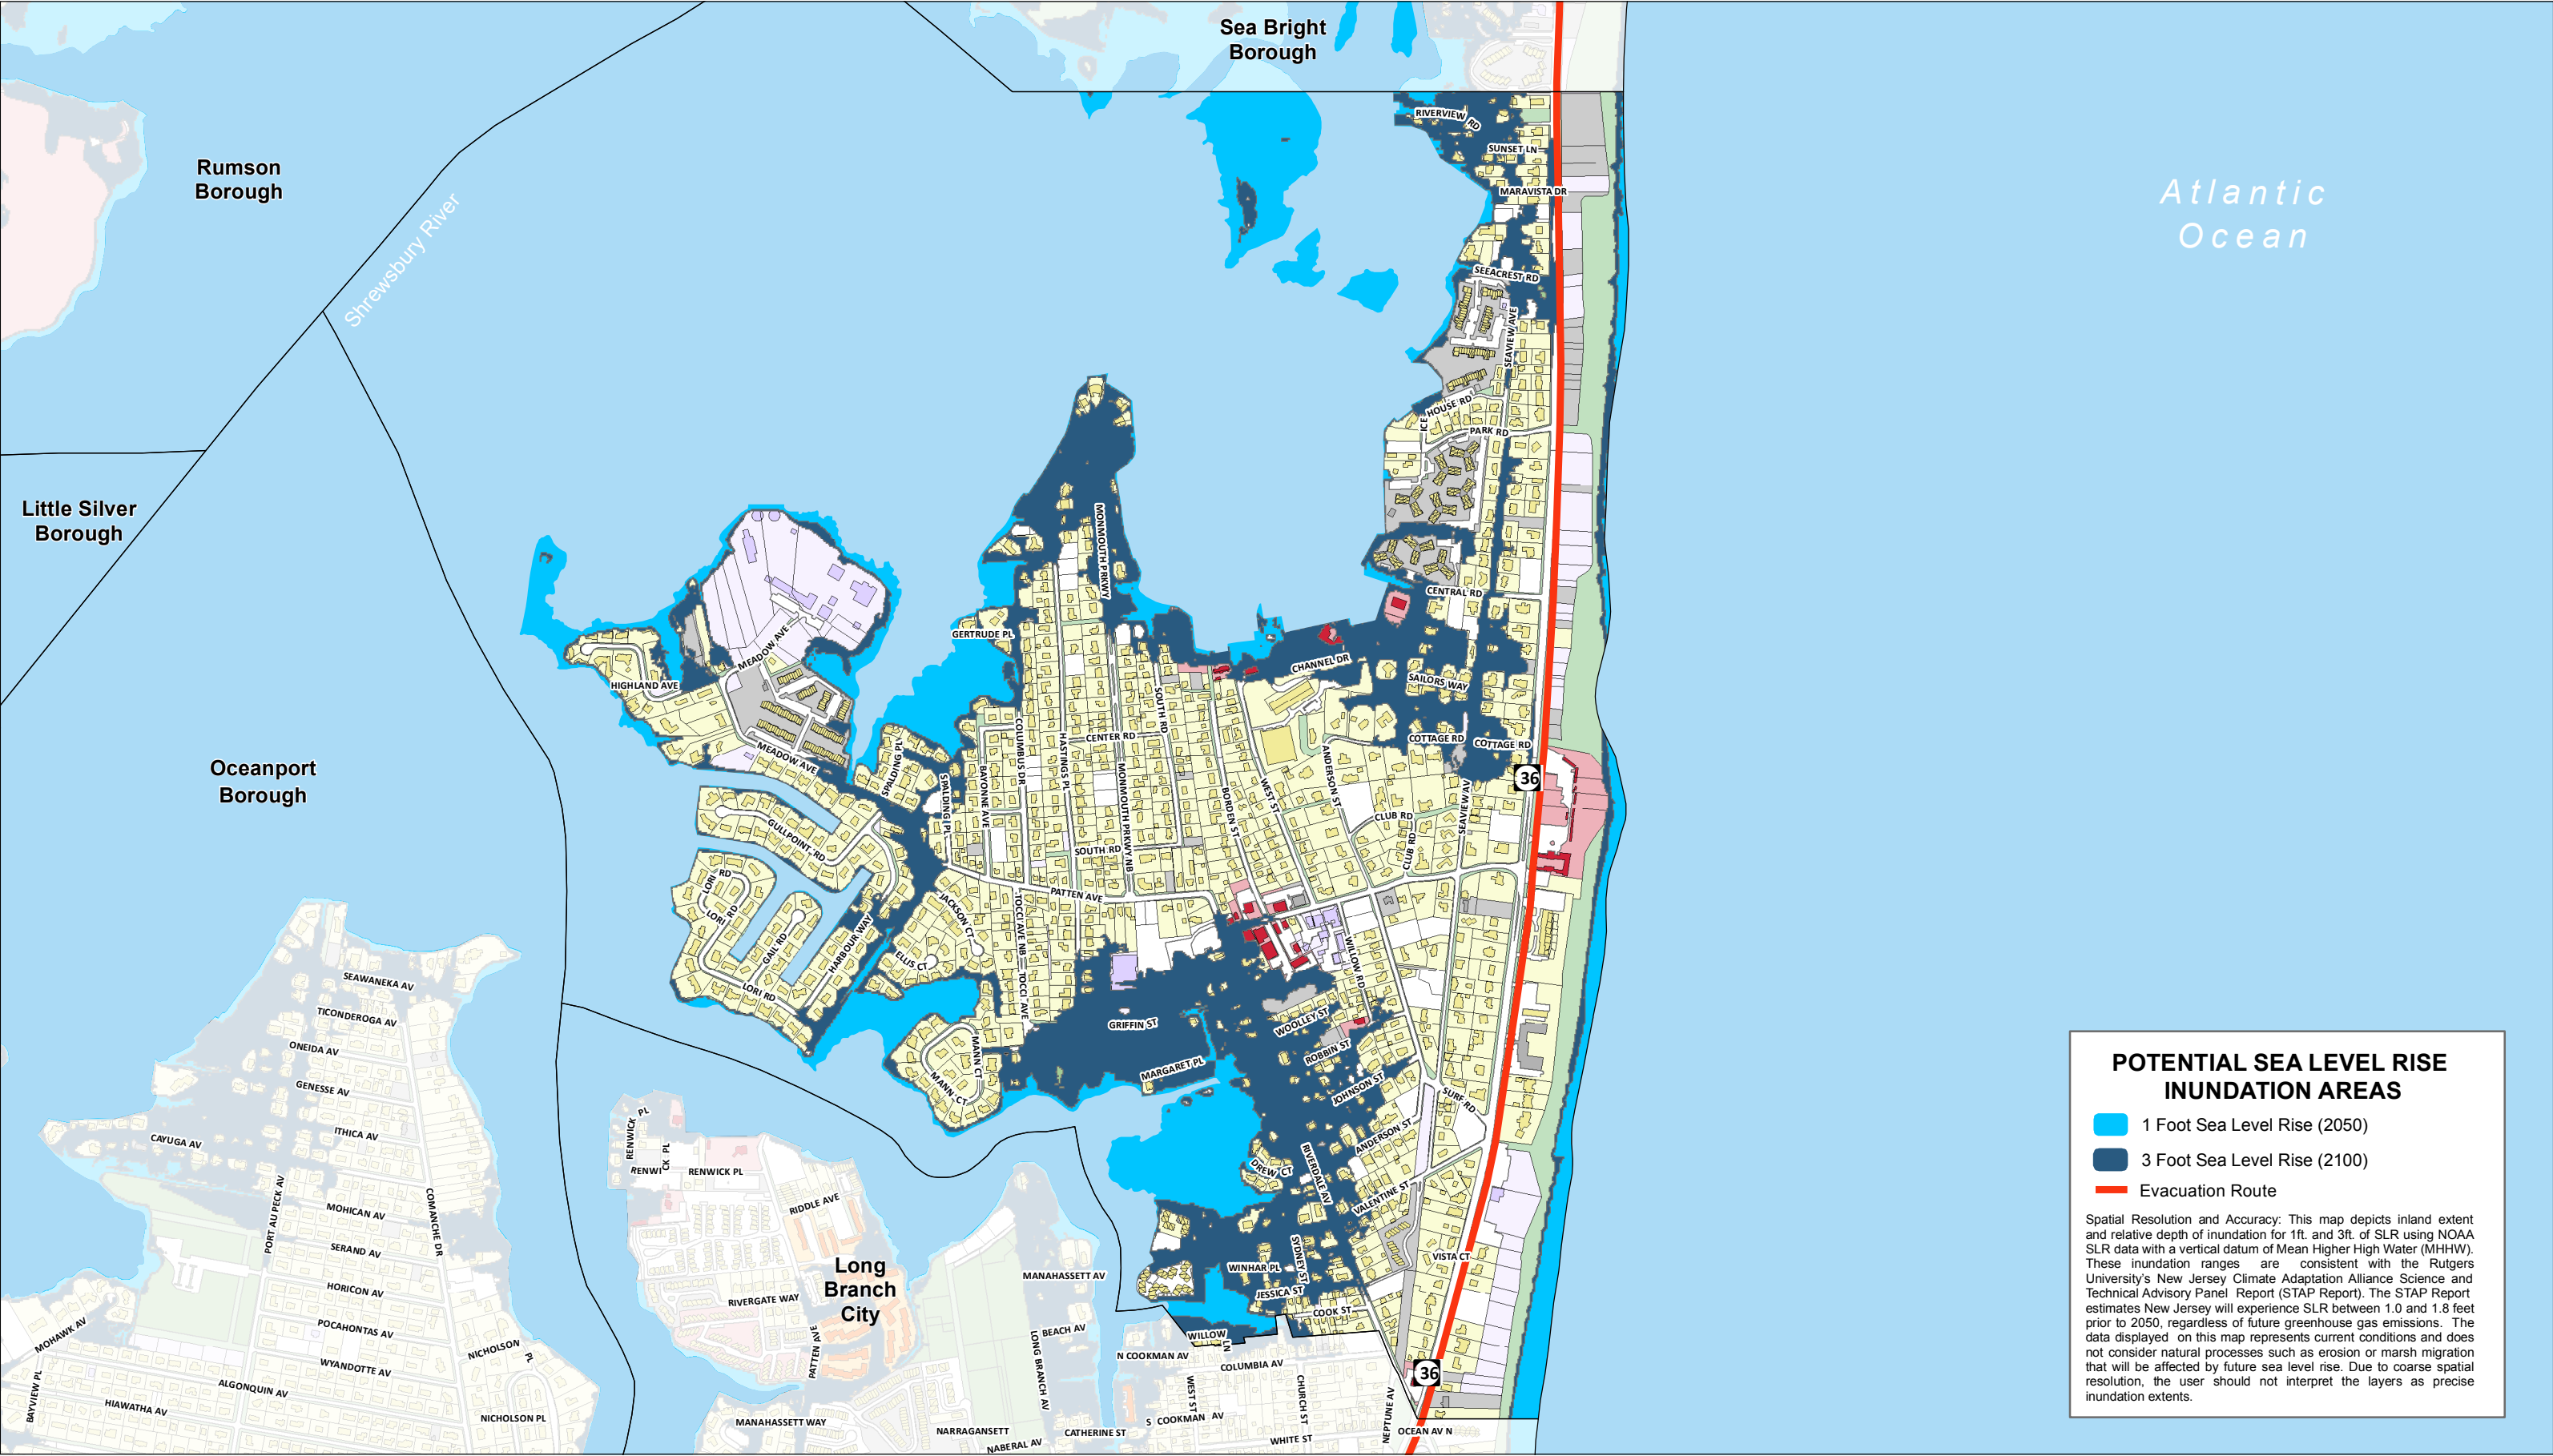 Sea Bright
Borough
Rumson
Borough
Shrewsbury River
Little Silver
Borough
Oceanport
Borough
Long
Branch
City
Atlantic
Ocean
RIVERVIEW RD
SUNSET LN
MARAVISTA DR
SEEACREST RD
SEAVIEW AVE
ICE HOUSE RD
PARK RD
CENTRAL RD
MONMOUTH PRKWY
GERTRUDE PL
MEADOW AVE
HIGHLAND AVE
CHANNEL DR
SAILORS WAY
SOUTH RD
COTTAGE RD
COTTAGE RD
CENTER RD
COLUMBUS DR
HASTINGS PL
MEADOW AVE
SPALDING PL
SPALDING PL
BAYONNE AVE
MONMOUTH PRKWY NB
BORDEN ST
WEST ST
ANDERSON ST
36
SEAVIEW AV
CLUB RD
CLUB RD
GULLPOINT RD
SOUTH RD
LORI RD
LORI RD
PATTEN AVE
JACKSON CT
TOCCI AVE NB
TOCCI AVE
GAIL RD
HARBOUR WAY
ELLIS CT
LORI RD
WILLOW RD
GRIFFIN ST
WOOLLEY ST
ROBBIN ST
MANN CT
MANN CT
MARGARET PL
JOHNSON ST
SURF RD
ANDERSON ST
DREW CT
RIVERDALE AV
VALENTINE ST
SYDNEY ST
VISTA CT
WINHAR PL
JESSICA ST
COOK ST
WILLOW LN
36
SEAWANEKA AV
TICONDEROGA AV
ONEIDA AV
GENESSE AV
ITHICA AV
CAYUGA AV
PORT AU PECK AV
COMANCHE DR
MOHICAN AV
SERAND AV
HORICON AV
POCAHONTAS AV
MOHAWK AV
WYANDOTTE AV
NICHOLSON PL
ALGONQUIN AV
BAYVIEW PL
HIAWATHA AV
NICHOLSON PL
RENWICK PL
RENWICK PL
RENWICK PL
RIDDLE AVE
RIVERGATE WAY
PATTEN AVE
MANAHASSETT AV
BEACH AV
LONG BRANCH AV
N COOKMAN AV
COLUMBIA AV
WEST ST
CHURCH ST
NEPTUNE AV
MANAHASSETT WAY
NARRAGANSETT
NABERAL AV
CATHERINE ST
S COOKMAN AV
WHITE ST
OCEAN AV N
POTENTIAL SEA LEVEL RISE
INUNDATION AREAS
1 Foot Sea Level Rise (2050)
3 Foot Sea Level Rise (2100)
Evacuation Route
Spatial Resolution and Accuracy: This map depicts inland extent
and relative depth of inundation for 1ft. and 3ft. of SLR using NOAA
SLR data with a vertical datum of Mean Higher High Water (MHHW).
These inundation ranges are consistent with the Rutgers
University's New Jersey Climate Adaptation Alliance Science and
Technical Advisory Panel Report (STAP Report). The STAP Report
estimates New Jersey will experience SLR between 1.0 and 1.8 feet
prior to 2050, regardless of future greenhouse gas emissions. The
data displayed on this map represents current conditions and does
not consider natural processes such as erosion or marsh migration
that will be affected by future sea level rise. Due to coarse spatial
resolution, the user should not interpret the layers as precise
inundation extents.